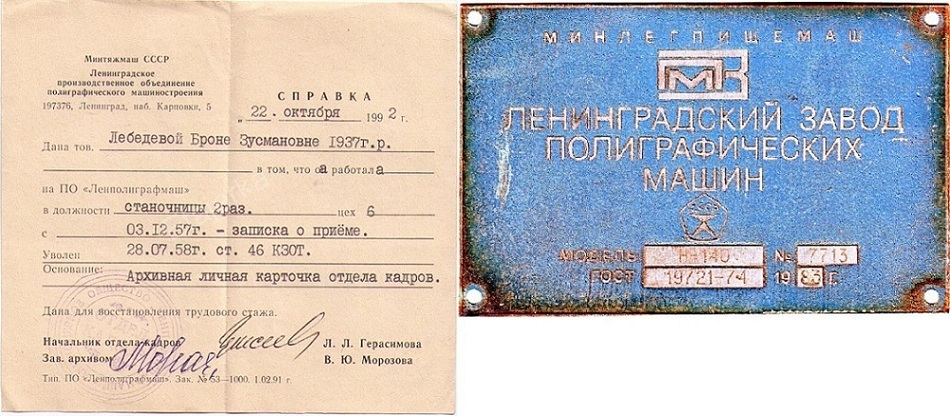 Минтяжмаш СССР
Ленинградское
производственное объединение
полиграфического машиностроения
197376, Ленинград, наб. Карповки, 5
СПРАВКА
„ 22. октября 1992 г.
Дана тов. Лебедевой Броне Зусмановне 1937г.р.
в том, что она работала
на ПО «Ленполиграфмаш»
в должности станочницы 2раз. цех 6
с 03.12.57г. - записка о приёме.
Уволен 28.07.58г. ст. 46 КЗОТ.
Основание: Архивная личная карточка отдела кадров.
Дана для восстановления трудового стажа.
Начальник отдела кадров Л. Л. Герасимова
Зав. архивом В. Ю. Морозова
Тип. ПО «Ленполиграфмаш». Зак. № 53—1000. 1.02.91 г.
МИНЛЕГПИЩЕМАШ
ЛЕНИНГРАДСКИЙ ЗАВОД
ПОЛИГРАФИЧЕСКИХ
МАШИН
МОДЕЛЬ № 7713
ГОСТ 19721-74 1983 г.